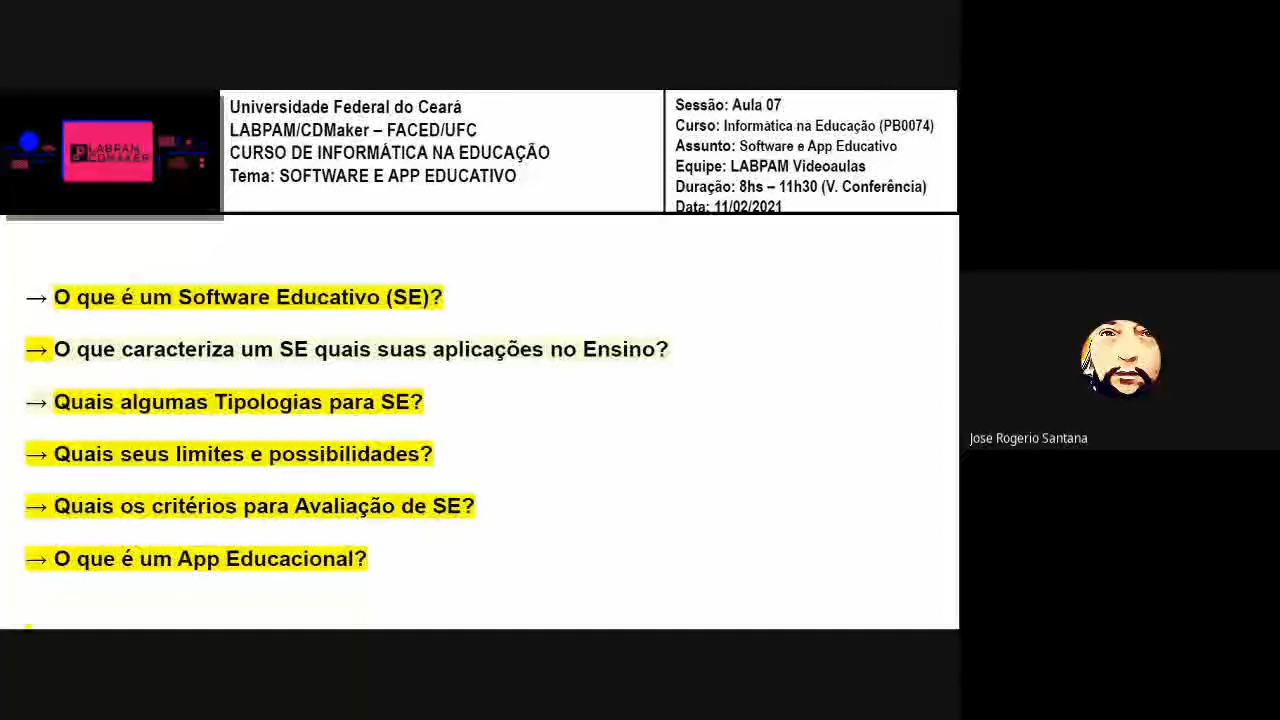 LABPAM
CDMAKER
Universidade Federal do Ceará
LABPAM/CDMaker – FACED/UFC
CURSO DE INFORMÁTICA NA EDUCAÇÃO
Tema: SOFTWARE E APP EDUCATIVO
Sessão: Aula 07
Curso: Informática na Educação (PB0074)
Assunto: Software e App Educativo
Equipe: LABPAM Videoaulas
Duração: 8hs – 11h30 (V. Conferência)
Data: 11/02/2021
→ O que é um Software Educativo (SE)?
→ O que caracteriza um SE quais suas aplicações no Ensino?
→ Quais algumas Tipologias para SE?
→ Quais seus limites e possibilidades?
→ Quais os critérios para Avaliação de SE?
→ O que é um App Educacional?
Jose Rogerio Santana